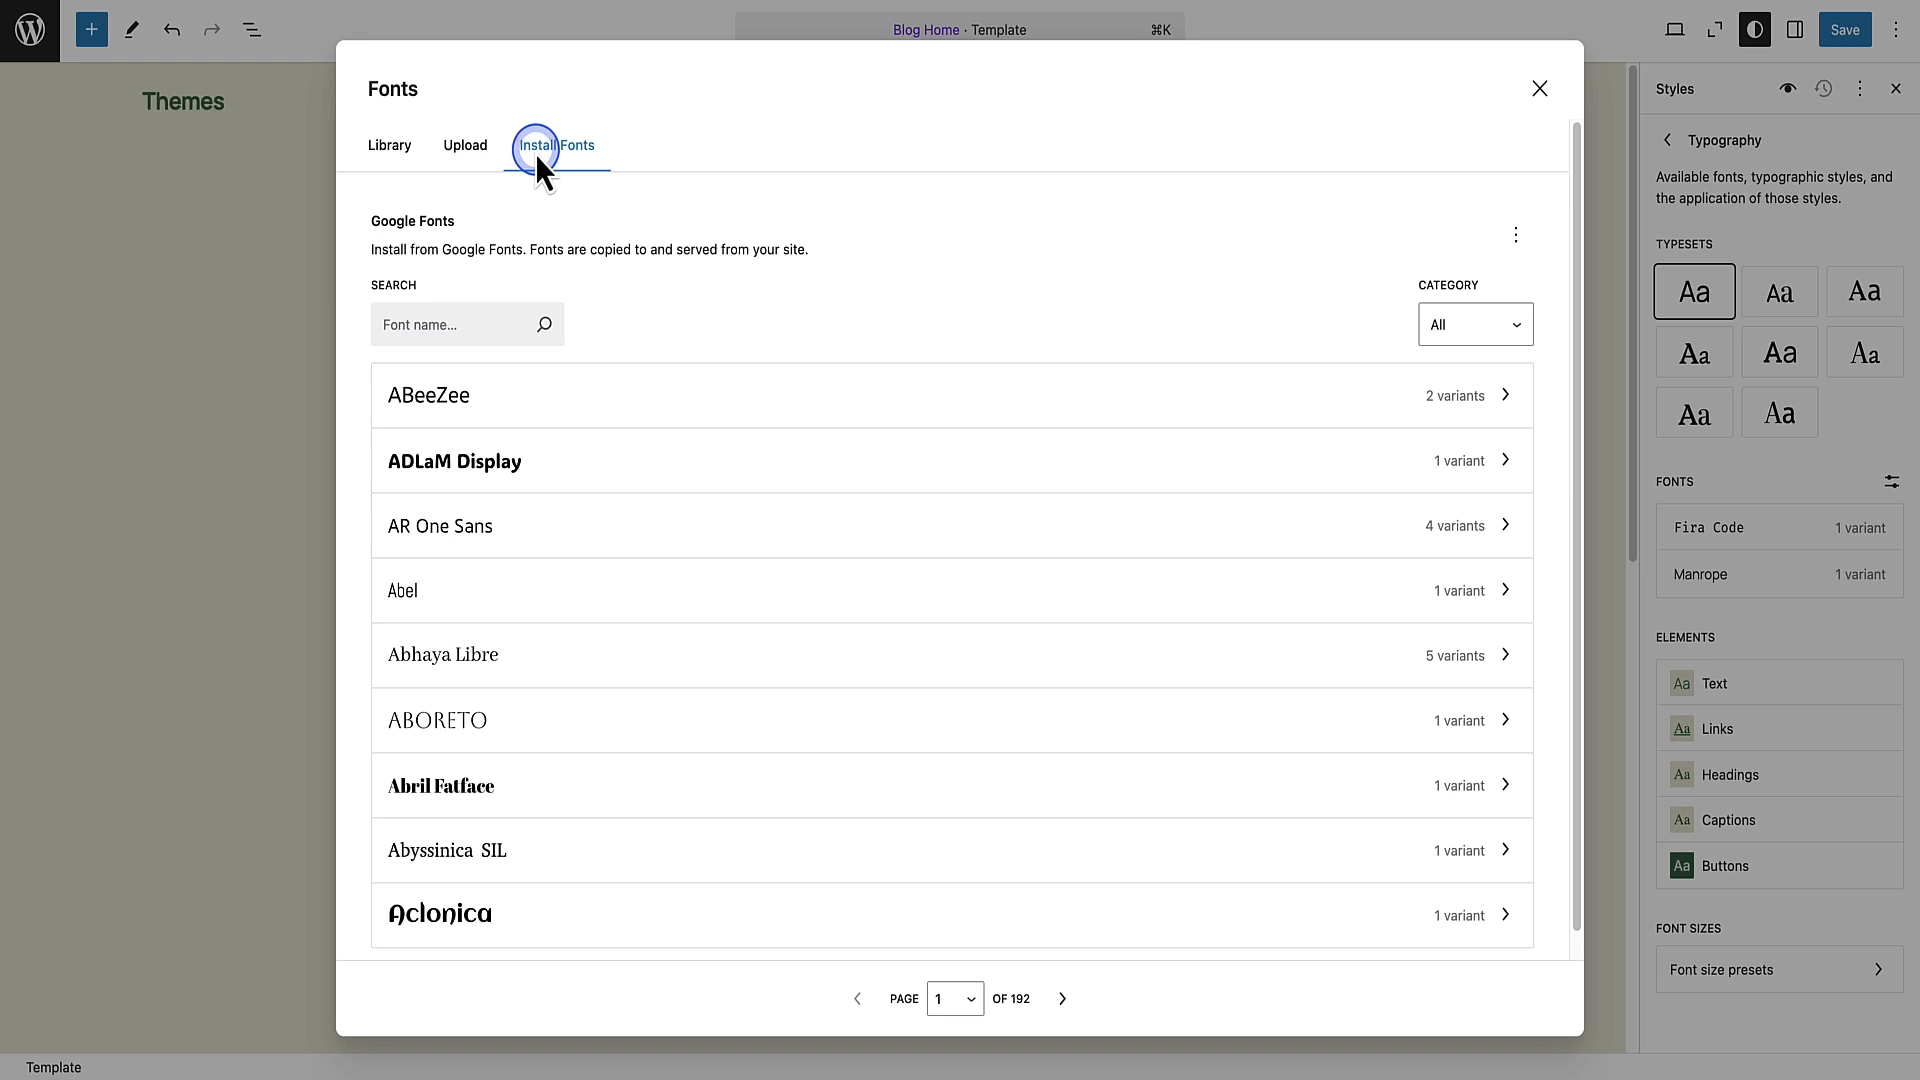 Blog Home · Template
⌘K
Save
Themes
Fonts
Library
Upload
Install Fonts
Google Fonts
Install from Google Fonts. Fonts are copied to and served from your site.
SEARCH
CATEGORY
Font name...
All
ABeeZee
2 variants
ADLaM Display
1 variant
AR One Sans
4 variants
Abel
1 variant
Abhaya Libre
5 variants
ABORETO
1 variant
Abril Fatface
1 variant
Abyssinica SIL
1 variant
Aclonica
1 variant
PAGE 1 OF 192
Styles
Typography
Available fonts, typographic styles, and
the application of those styles.
TYPESETS
Aa Aa Aa
Aa Aa Aa
Aa Aa
FONTS
Fira Code 1 variant
Manrope 1 variant
ELEMENTS
Aa Text
Aa Links
Aa Headings
Aa Captions
Aa Buttons
FONT SIZES
Font size presets
Template